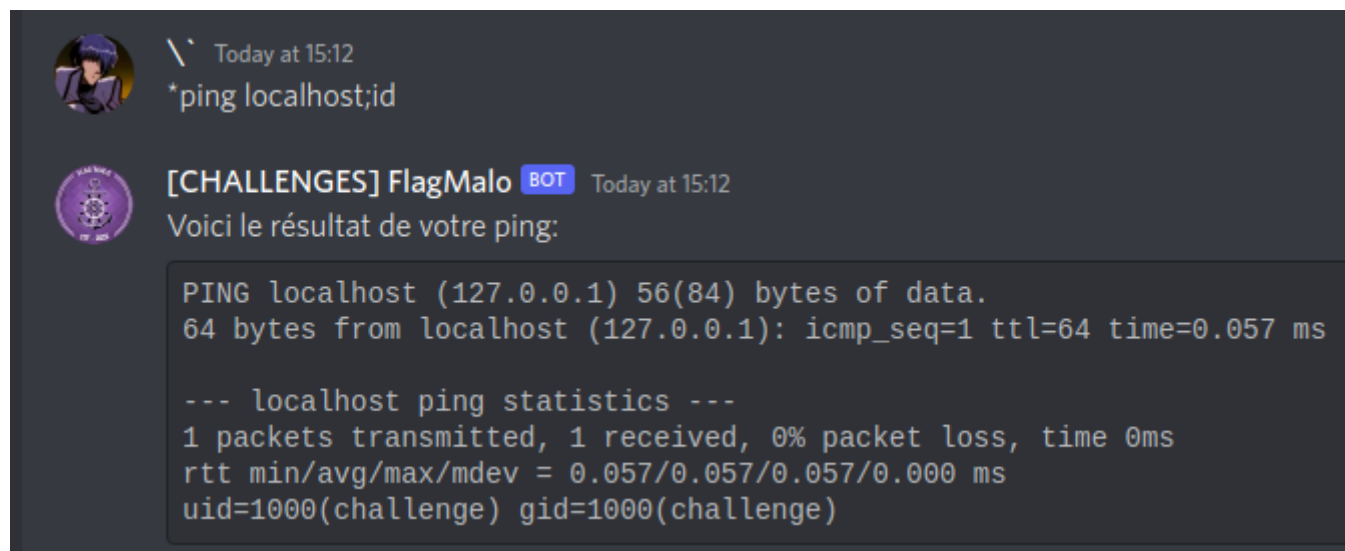 \` Today at 15:12
*ping localhost;id
[CHALLENGES] FlagMalo BOT Today at 15:12
Voici le résultat de votre ping:
PING localhost (127.0.0.1) 56(84) bytes of data.
64 bytes from localhost (127.0.0.1): icmp_seq=1 ttl=64 time=0.057 ms
--- localhost ping statistics ---
1 packets transmitted, 1 received, 0% packet loss, time 0ms
rtt min/avg/max/mdev = 0.057/0.057/0.057/0.000 ms
uid=1000(challenge) gid=1000(challenge)